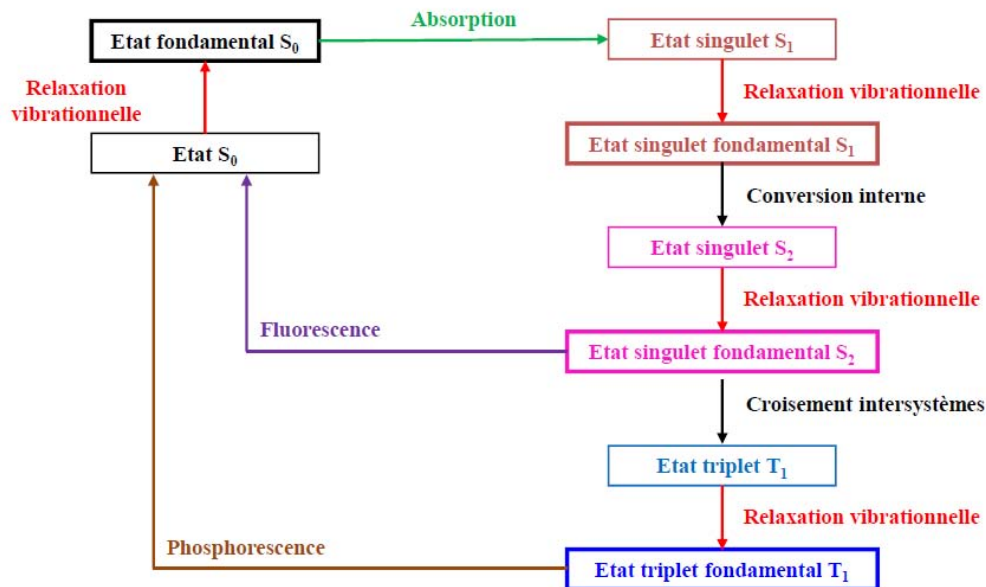 Absorption
Etat fondamental S₀
Etat singulet S₁
Relaxation
vibrationnelle
Relaxation vibrationnelle
Etat S₀
Etat singulet fondamental S₁
Conversion interne
Etat singulet S₂
Relaxation vibrationnelle
Fluorescence
Etat singulet fondamental S₂
Croisement intersystèmes
Etat triplet T₁
Relaxation vibrationnelle
Phosphorescence
Etat triplet fondamental T₁